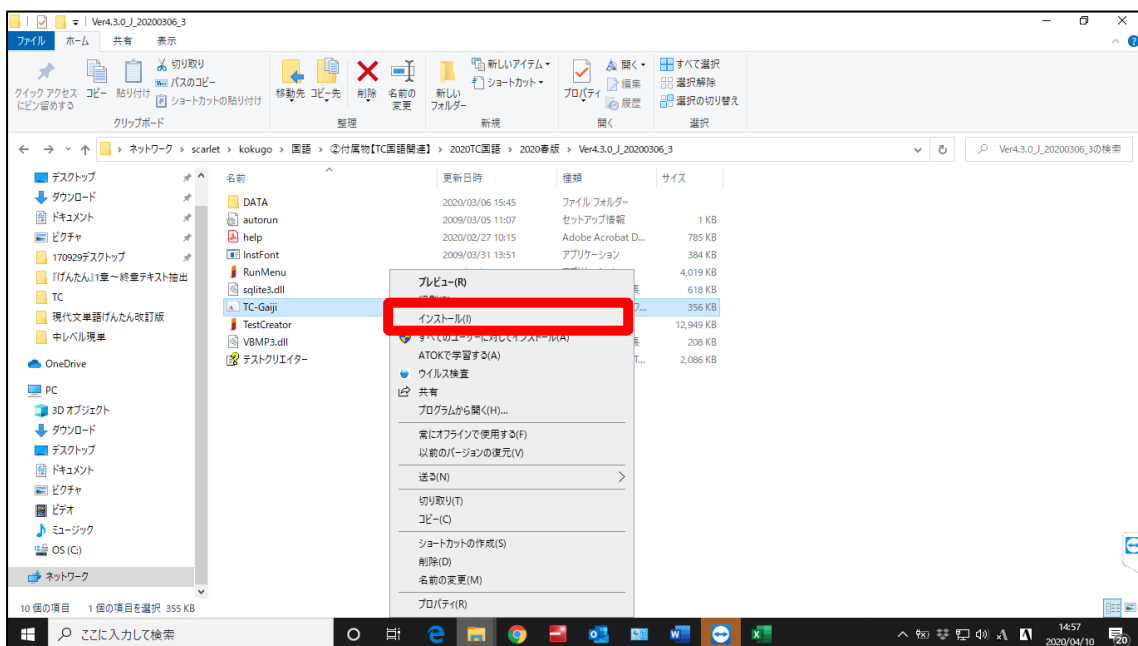 Ver4.3.0_J_20200306_3
ファイル ホーム 共有 表示
クイック アクセスにピン留めする
コピー
貼り付け
切り取り
パスのコピー
ショートカットの貼り付け
クリップボード
移動先 コピー先 削除 名前の変更
整理
新しいフォルダー
新しいアイテム
ショートカット
新規
プロパティ
開く
編集
履歴
開く
すべて選択
選択解除
選択の切り替え
選択
ネットワーク > scarlet > kokugo > 国語 > ②付属物【TC国語関連】 > 2020TC国語 > 2020春版 > Ver4.3.0_J_20200306_3
Ver4.3.0_J_20200306_3の検索
デスクトップ
ダウンロード
ドキュメント
ピクチャ
170929デスクトップ
『げんたん』1章～終章テキスト抽出
TC
現代文単語げんたん改訂版
中レベル現単
OneDrive
PC
3D オブジェクト
ダウンロード
デスクトップ
ドキュメント
ピクチャ
ビデオ
ミュージック
OS (C:)
ネットワーク
名前 更新日時 種類 サイズ
DATA 2020/03/06 15:45 ファイル フォルダー
autorun 2009/03/05 11:07 セットアップ情報 1 KB
help 2020/02/27 10:15 Adobe Acrobat D... 785 KB
InstFont 2009/03/31 13:51 アプリケーション 384 KB
RunMenu 4,019 KB
sqlite3.dll 618 KB
TC-Gaiji 356 KB
TestCreator 12,949 KB
VBMP3.dll 208 KB
テストクリエイター 2,086 KB
プレビュー(R)
インストール(I)
すべてのユーザーに対してインストール(A)
ATOKで学習する(A)
ウイルス検査
共有
プログラムから開く(H)...
常にオフラインで使用する(F)
以前のバージョンの復元(V)
送る(N)
切り取り(T)
コピー(C)
ショートカットの作成(S)
削除(D)
名前の変更(M)
プロパティ(R)
10 個の項目 1 個の項目を選択 355 KB
ここに入力して検索
14:57
2020/04/10
20